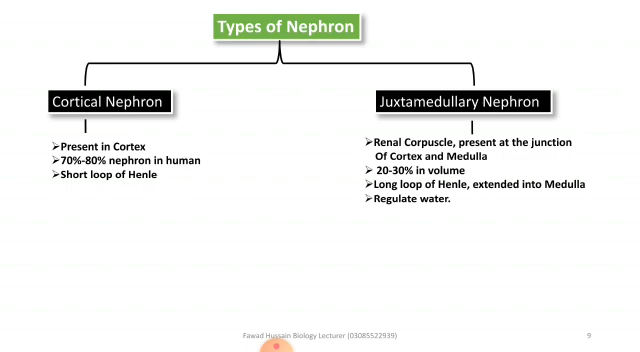 Types of Nephron
Cortical Nephron
➢Present in Cortex
➢70%-80% nephron in human
➢Short loop of Henle
Juxtamedullary Nephron
➢Renal Corpuscle, present at the junction
Of Cortex and Medulla
➢ 20-30% in volume
➢Long loop of Henle, extended into Medulla
➢Regulate water.
Fawad Hussain Biology Lecturer (03085522939)
9